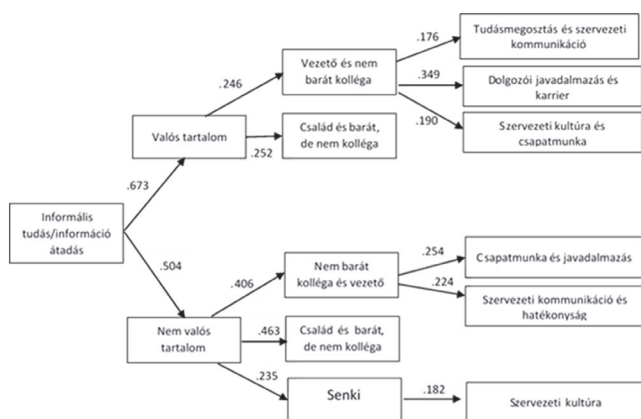 .176
Tudásmegosztás és szervezeti
kommunikáció
Vezető és nem
barát kolléga
.246
.349
Dolgozói javadalmazás és
karrier
.190
Valós tartalom
Család és barát,
de nem kolléga
.252
Szervezeti kultúra és
csapatmunka
.673
Informális
tudás/információ
átadás
.504
.406
Nem barát
kolléga és vezető
.254
Csapatmunka és javadalmazás
.224
Szervezeti kommunikáció és
hatékonyság
Nem valós
tartalom
.463
Család és barát,
de nem kolléga
.235
Senki
.182
Szervezeti kultúra